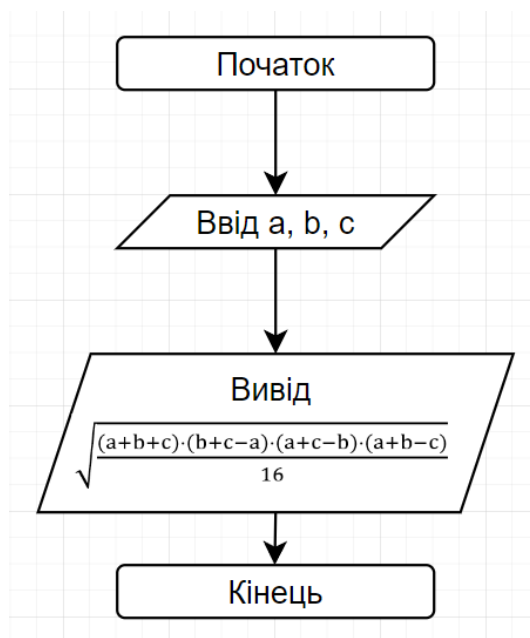 Початок
Ввід a, b, c
Вивід
√((a+b+c)·(b+c−a)·(a+c−b)·(a+b−c)
16
Кінець